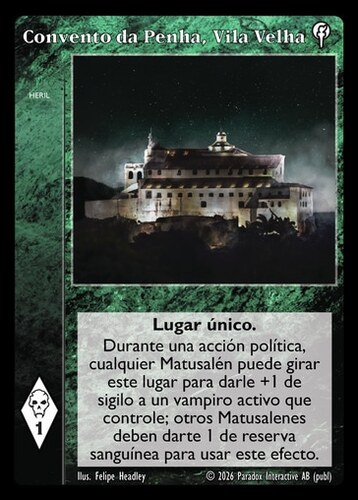 Convento da Penha, Vila Velha
HERIL
Lugar único.
Durante una acción política,
cualquier Matusalén puede girar
este lugar para darle +1 de
sigilo a un vampiro activo que
controle; otros Matusalenes
deben darte 1 de reserva
sanguínea para usar este efecto.
1
Ilus. Felipe Headley
© 2026 Paradox Interactive AB (publ)